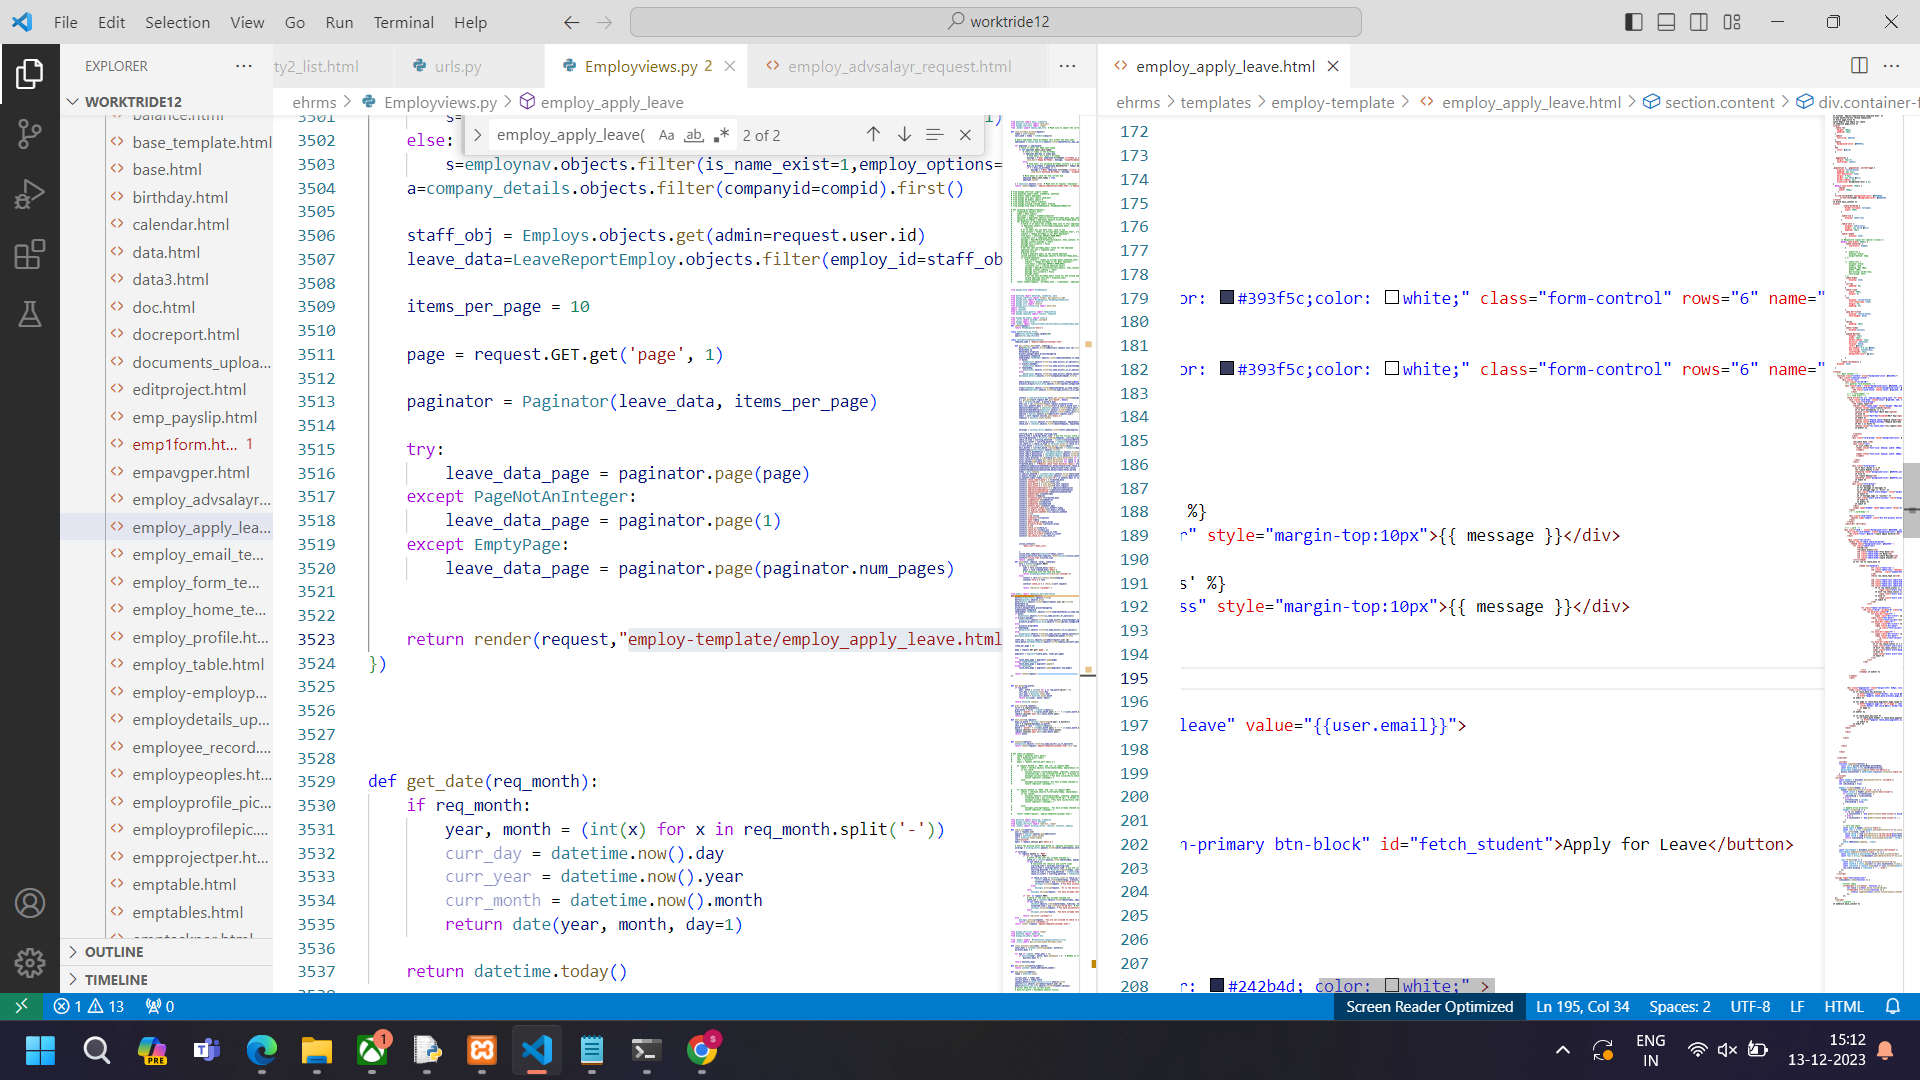 File Edit Selection View Go Run Terminal Help
worktride12
EXPLORER
WORKTRIDE12
balance.html
base_template.html
base.html
birthday.html
calendar.html
data.html
data3.html
doc.html
docreport.html
documents_uploa...
editproject.html
emp_payslip.html
emp1form.ht... 1
empavgper.html
employ_advsalayr...
employ_apply_lea...
employ_email_te...
employ_form_te...
employ_home_te...
employ_profile.ht...
employ_table.html
employ-employp...
employdetails_up...
employee_record....
employpeoples.ht...
employprofile_pic...
employprofilepic....
empprojectper.ht...
emptable.html
emptables.html
OUTLINE
TIMELINE
ty2_list.html urls.py Employviews.py 2 employ_advsalayr_request.html
ehrms > Employviews.py > employ_apply_leave
employ_apply_leave( Aa ab 2 of 2
3501 s=
3502 else:
3503 s=employnav.objects.filter(is_name_exist=1,employ_options=
3504 a=company_details.objects.filter(companyid=compid).first()
3505
3506 staff_obj = Employs.objects.get(admin=request.user.id)
3507 leave_data=LeaveReportEmploy.objects.filter(employ_id=staff_ob
3508
3509 items_per_page = 10
3510
3511 page = request.GET.get('page', 1)
3512
3513 paginator = Paginator(leave_data, items_per_page)
3514
3515 try:
3516 leave_data_page = paginator.page(page)
3517 except PageNotAnInteger:
3518 leave_data_page = paginator.page(1)
3519 except EmptyPage:
3520 leave_data_page = paginator.page(paginator.num_pages)
3521
3522
3523 return render(request,"employ-template/employ_apply_leave.html
3524 })
3525
3526
3527
3528
3529 def get_date(req_month):
3530 if req_month:
3531 year, month = (int(x) for x in req_month.split('-'))
3532 curr_day = datetime.now().day
3533 curr_year = datetime.now().year
3534 curr_month = datetime.now().month
3535 return date(year, month, day=1)
3536
3537 return datetime.today()
employ_apply_leave.html
ehrms > templates > employ-template > employ_apply_leave.html > section.content > div.container-f
172
173
174
175
176
177
178
179 or: #393f5c;color: white;" class="form-control" rows="6" name="
180
181
182 or: #393f5c;color: white;" class="form-control" rows="6" name="
183
184
185
186
187
188 %}
189 r" style="margin-top:10px">{{ message }}</div>
190
191 s' %}
192 ss" style="margin-top:10px">{{ message }}</div>
193
194
195
196
197 leave" value="{{user.email}}">
198
199
200
201
202 n-primary btn-block" id="fetch_student">Apply for Leave</button>
203
204
205
206
207
208 r: #242b4d; color: white;" >
1 13 0
Screen Reader Optimized Ln 195, Col 34 Spaces: 2 UTF-8 LF HTML
PRE
1
S
ENG
IN
15:12
13-12-2023